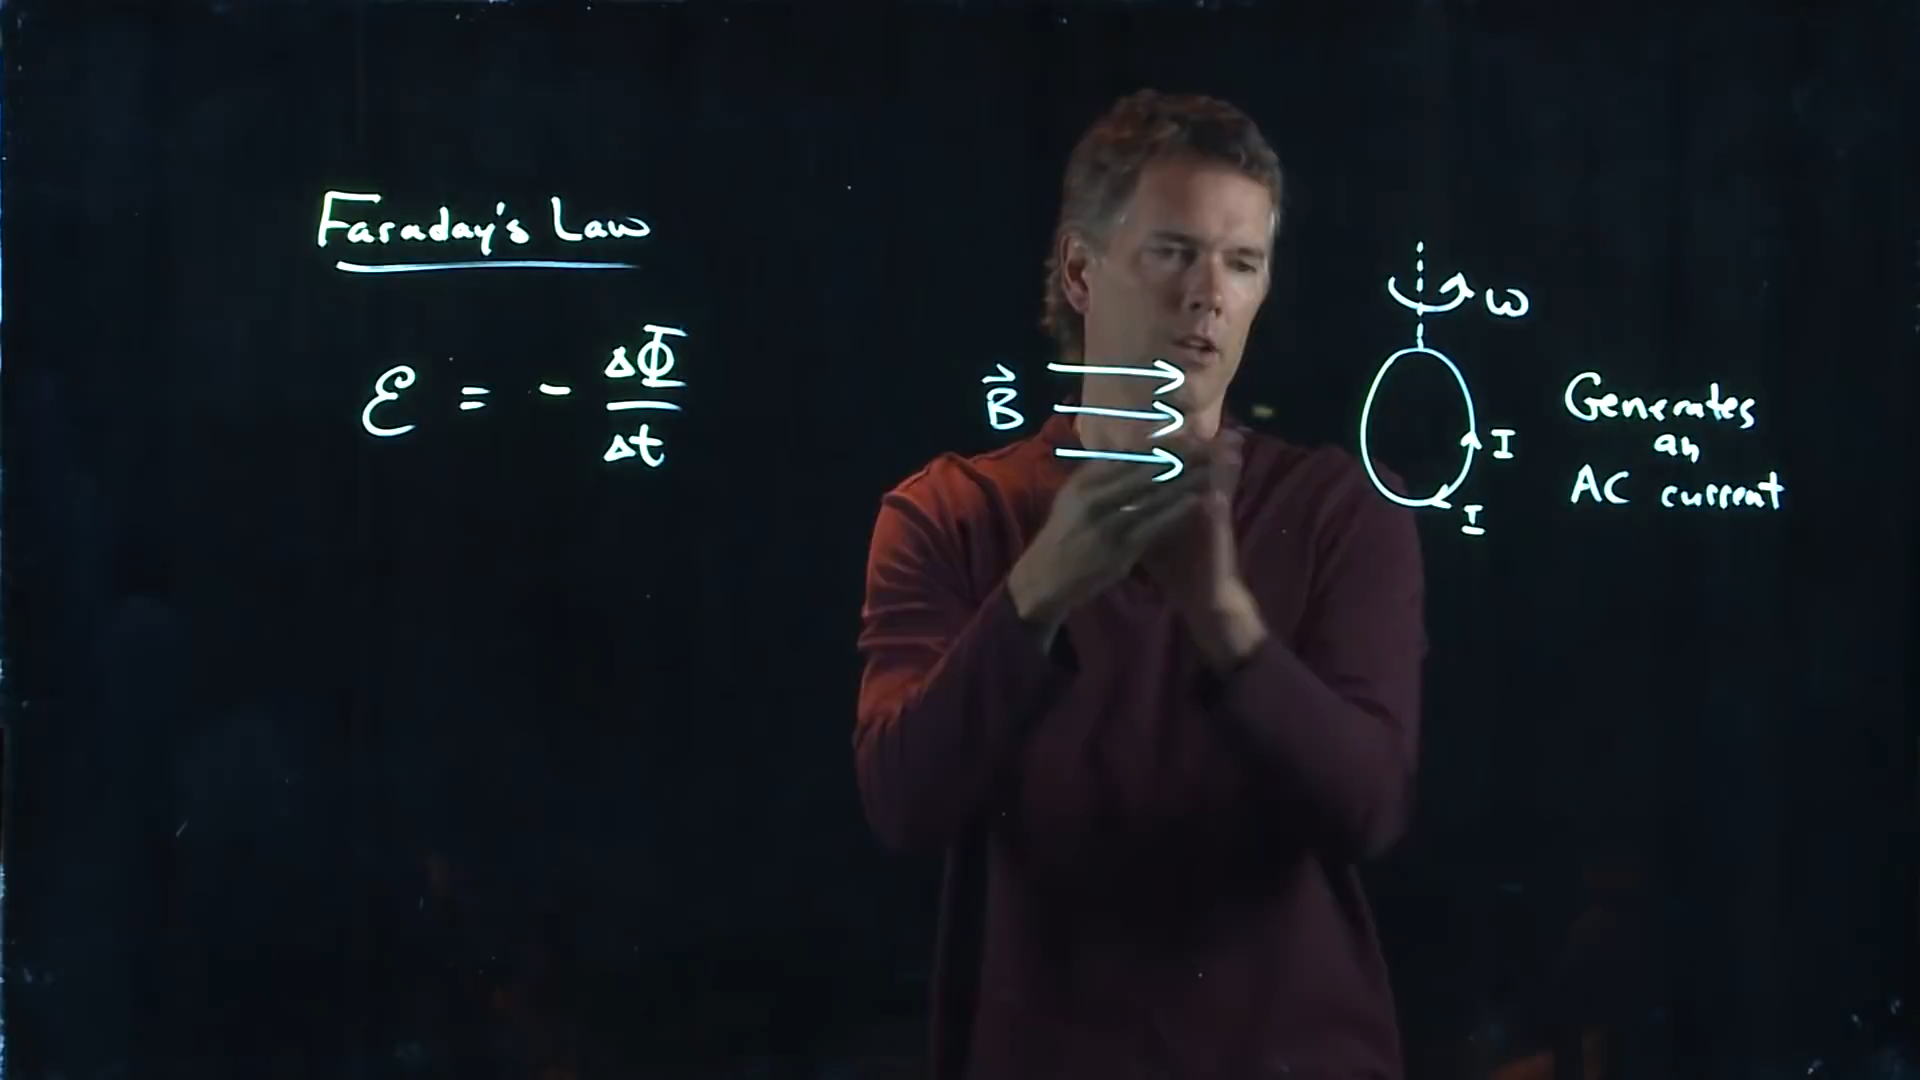 Faraday's Law
ℰ = - ΔΦ / Δt
B⃗
ω
I
I
Generates
an
AC current